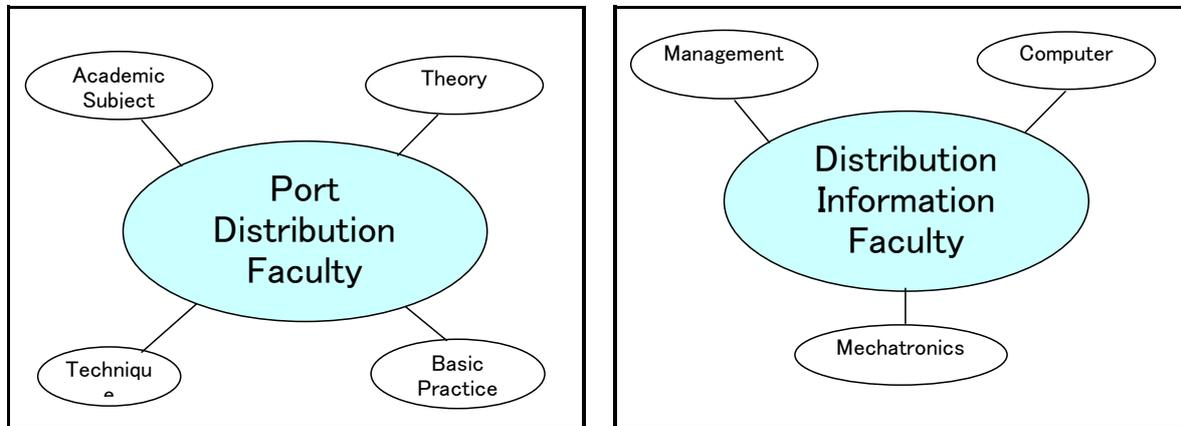 Academic
Subject
Theory
Port
Distribution
Faculty
Techniqu
e
Basic
Practice
Management
Computer
Distribution
Information
Faculty
Mechatronics